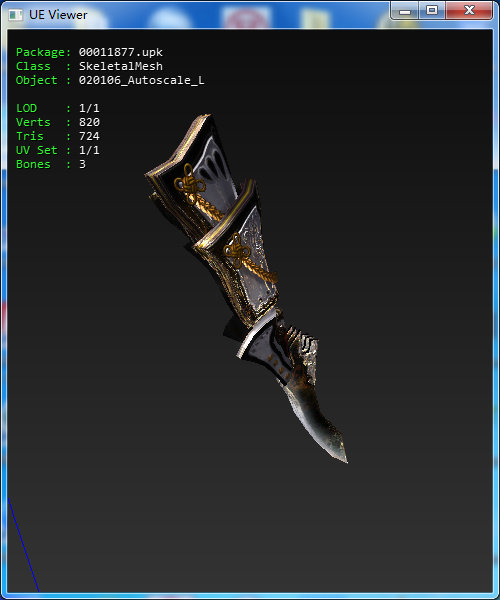 UE Viewer
Package: 00011877.upk
Class : SkeletalMesh
Object : 020106_Autoscale_L
LOD : 1/1
Verts : 820
Tris : 724
UV Set : 1/1
Bones : 3